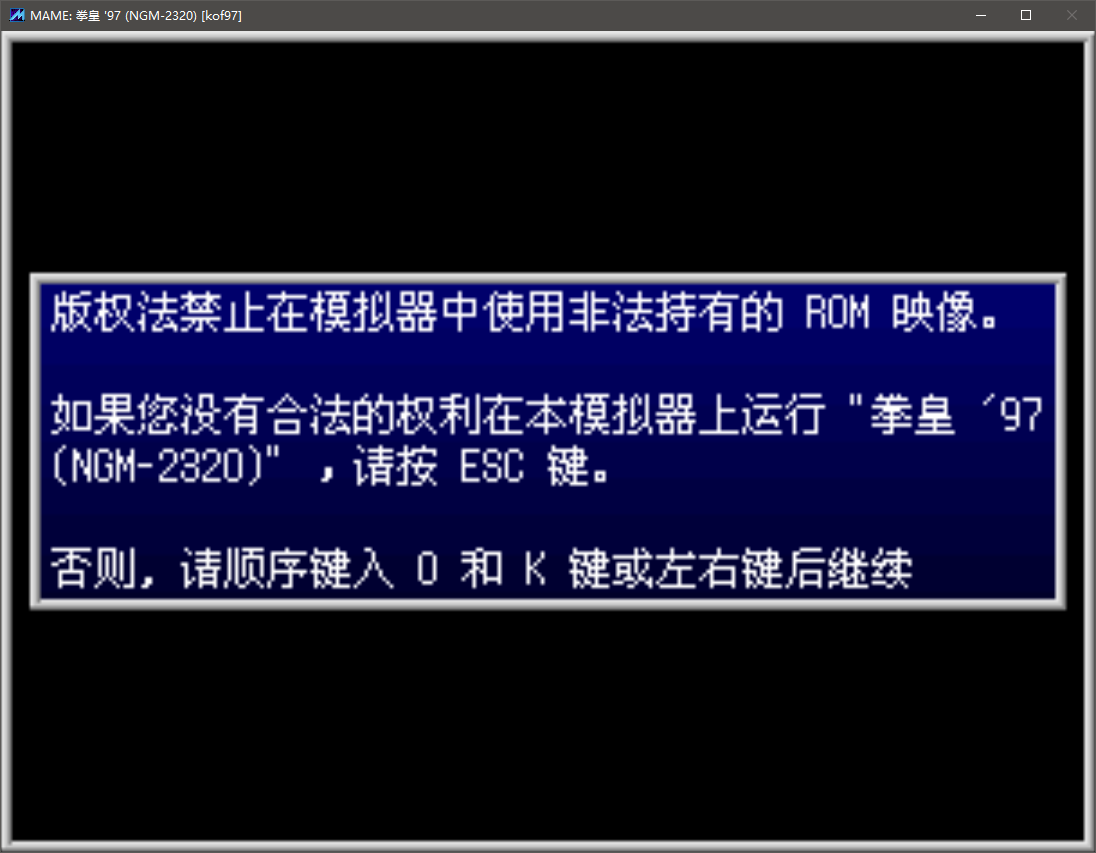 MAME: 拳皇 '97 (NGM-2320) [kof97]
版权法禁止在模拟器中使用非法持有的 ROM 映像。
如果您没有合法的权利在本模拟器上运行 "拳皇 ´97
(NGM-2320)" ，请按 ESC 键。
否则, 请顺序键入 O 和 K 键或左右键后继续